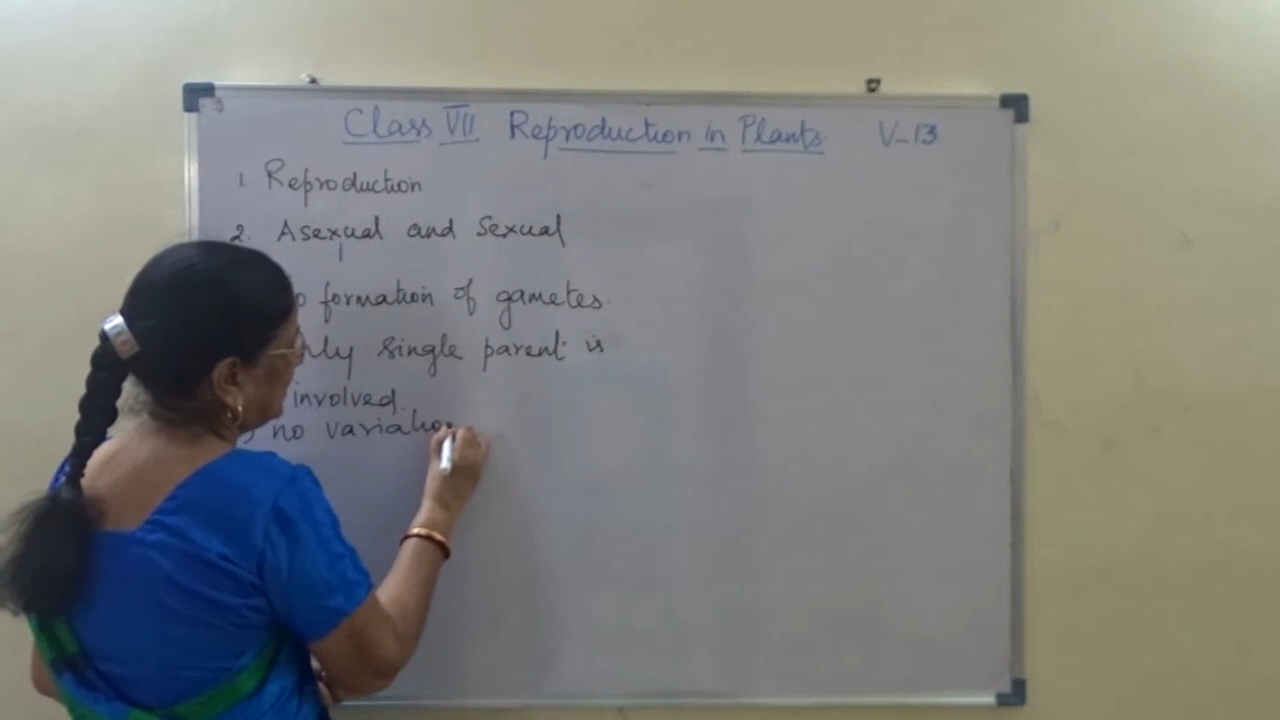 Class VII Reproduction in Plants V-13
1. Reproduction
2. Asexual and Sexual
formation of gametes.
single parent is
involved.
no